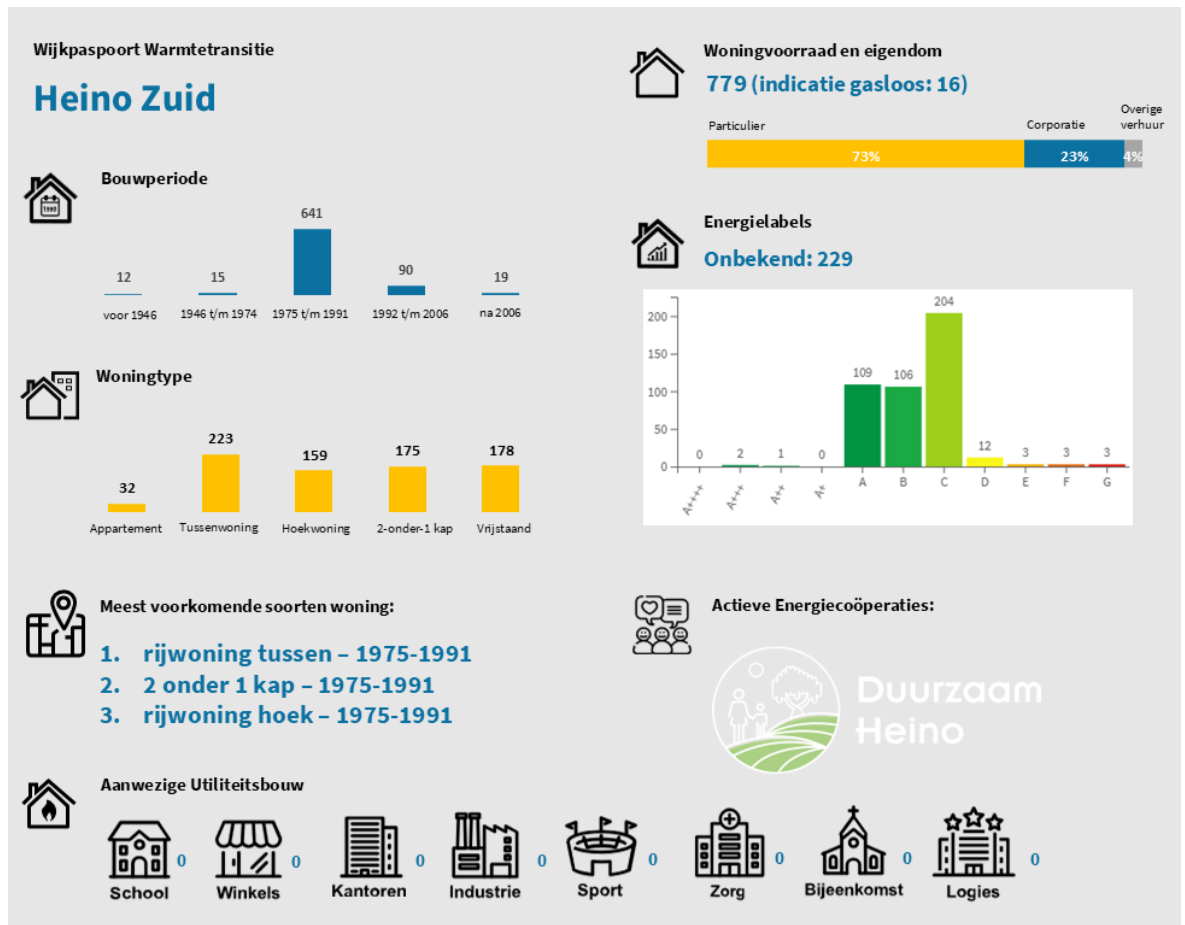 Wijkpaspoort Warmtetransitie
Heino Zuid
Bouwperiode
1992
12
15
641
90
19
voor 1946
1946 t/m 1974
1975 t/m 1991
1992 t/m 2006
na 2006
Woningtype
32
223
159
175
178
Appartement
Tussenwoning
Hoekwoning
2-onder-1 kap
Vrijstaand
Meest voorkomende soorten woning:
1. rijwoning tussen – 1975-1991
2. 2 onder 1 kap – 1975-1991
3. rijwoning hoek – 1975-1991
Woningvoorraad en eigendom
779 (indicatie gasloos: 16)
Particulier
Corporatie
Overige
verhuur
73%
23%
4%
Energielabels
Onbekend: 229
200
150
100
50
0
0
2
1
0
109
106
204
12
3
3
3
A++++
A+++
A++
A+
A
B
C
D
E
F
G
Actieve Energiecoöperaties:
Duurzaam
Heino
Aanwezige Utiliteitsbouw
0
0
0
0
0
0
0
0
School
Winkels
Kantoren
Industrie
Sport
Zorg
Bijeenkomst
Logies